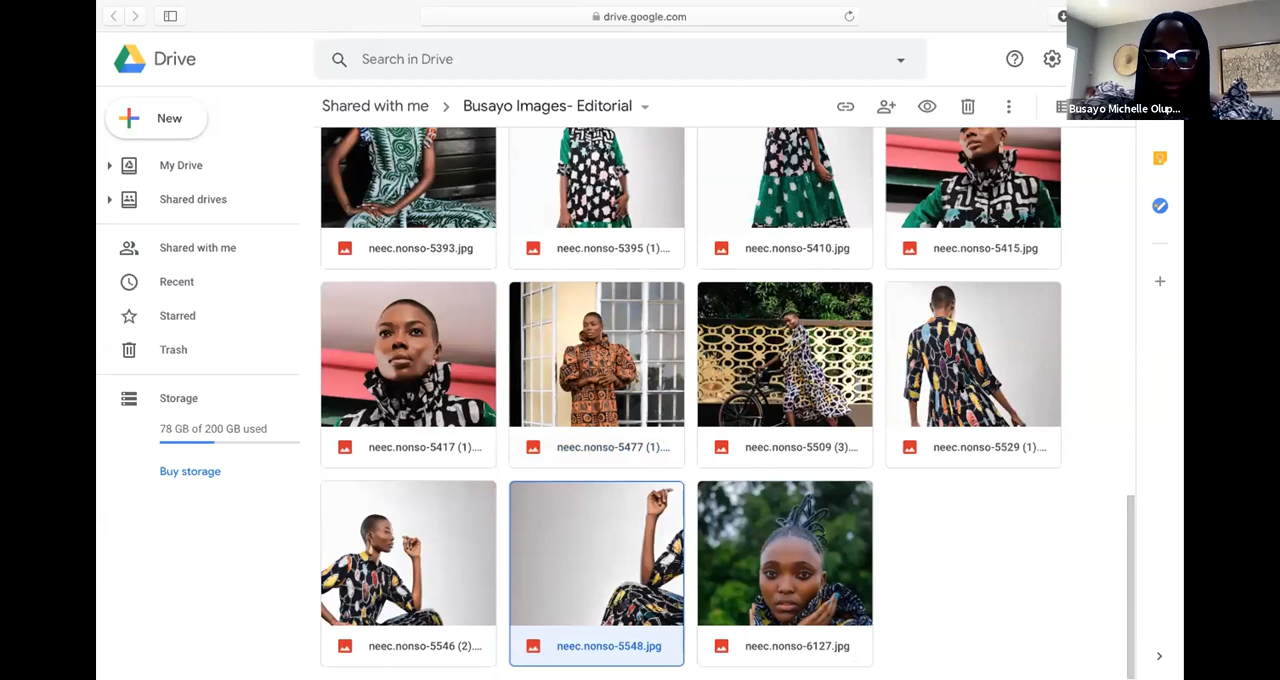 drive.google.com
Drive
Search in Drive
New
Shared with me > Busayo Images- Editorial
Busayo Michelle Olup...
My Drive
Shared drives
Shared with me
Recent
Starred
Trash
Storage
78 GB of 200 GB used
Buy storage
neec.nonso-5393.jpg
neec.nonso-5395 (1)....
neec.nonso-5410.jpg
neec.nonso-5415.jpg
neec.nonso-5417 (1)....
neec.nonso-5477 (1)....
neec.nonso-5509 (3)....
neec.nonso-5529 (1)....
neec.nonso-5546 (2)....
neec.nonso-5548.jpg
neec.nonso-6127.jpg